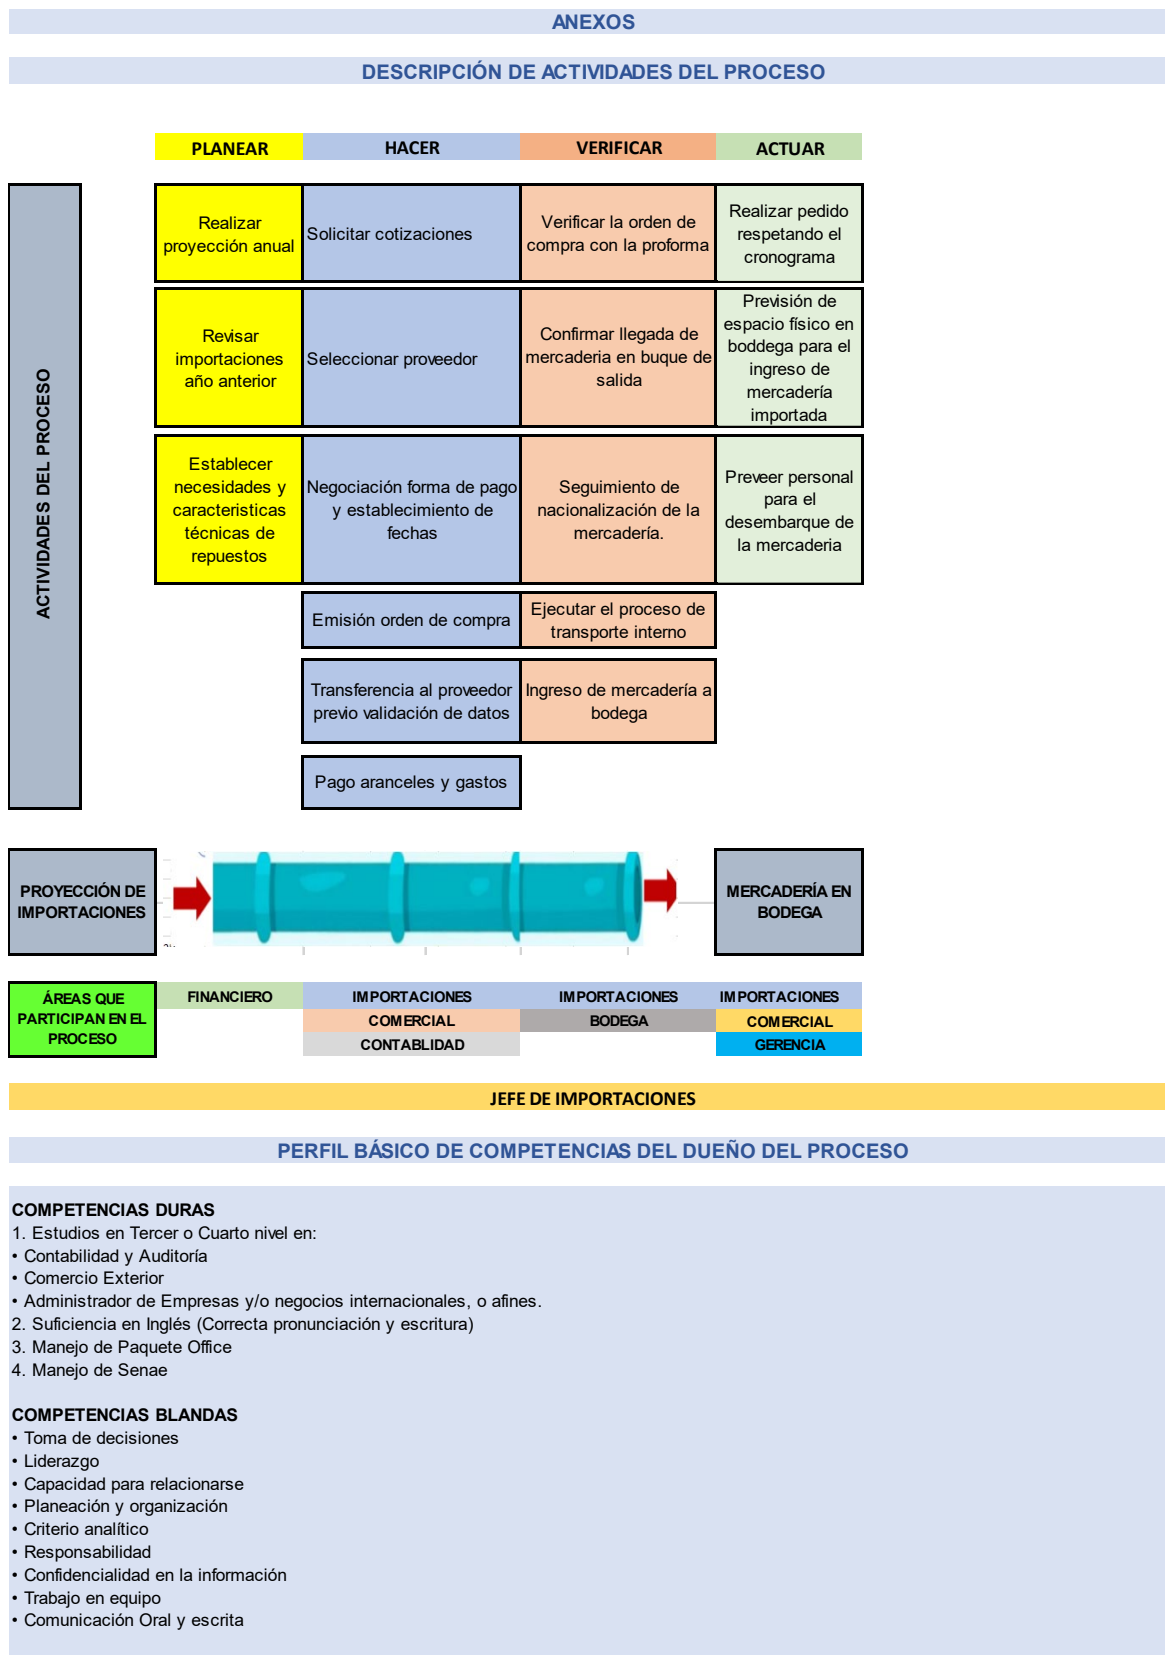 ANEXOS
DESCRIPCIÓN DE ACTIVIDADES DEL PROCESO
PLANEAR
HACER
VERIFICAR
ACTUAR
ACTIVIDADES DEL PROCESO
Realizar
proyección anual
Solicitar cotizaciones
Verificar la orden de
compra con la proforma
Realizar pedido
respetando el
cronograma
Revisar
importaciones
año anterior
Seleccionar proveedor
Confirmar llegada de
mercaderia en buque de
salida
Previsión de
espacio físico en
boddega para el
ingreso de
mercadería
importada
Establecer
necesidades y
caracteristicas
técnicas de
repuestos
Negociación forma de pago
y establecimiento de
fechas
Seguimiento de
nacionalización de la
mercadería.
Preveer personal
para el
desembarque de
la mercaderia
Emisión orden de compra
Ejecutar el proceso de
transporte interno
Transferencia al proveedor
previo validación de datos
Ingreso de mercadería a
bodega
Pago aranceles y gastos
PROYECCIÓN DE
IMPORTACIONES
MERCADERÍA EN
BODEGA
ÁREAS QUE
PARTICIPAN EN EL
PROCESO
FINANCIERO
IMPORTACIONES
COMERCIAL
CONTABLIDAD
IMPORTACIONES
BODEGA
IMPORTACIONES
COMERCIAL
GERENCIA
JEFE DE IMPORTACIONES
PERFIL BÁSICO DE COMPETENCIAS DEL DUEÑO DEL PROCESO
COMPETENCIAS DURAS
1. Estudios en Tercer o Cuarto nivel en:
• Contabilidad y Auditoría
• Comercio Exterior
• Administrador de Empresas y/o negocios internacionales, o afines.
2. Suficiencia en Inglés (Correcta pronunciación y escritura)
3. Manejo de Paquete Office
4. Manejo de Senae
COMPETENCIAS BLANDAS
• Toma de decisiones
• Liderazgo
• Capacidad para relacionarse
• Planeación y organización
• Criterio analítico
• Responsabilidad
• Confidencialidad en la información
• Trabajo en equipo
• Comunicación Oral y escrita